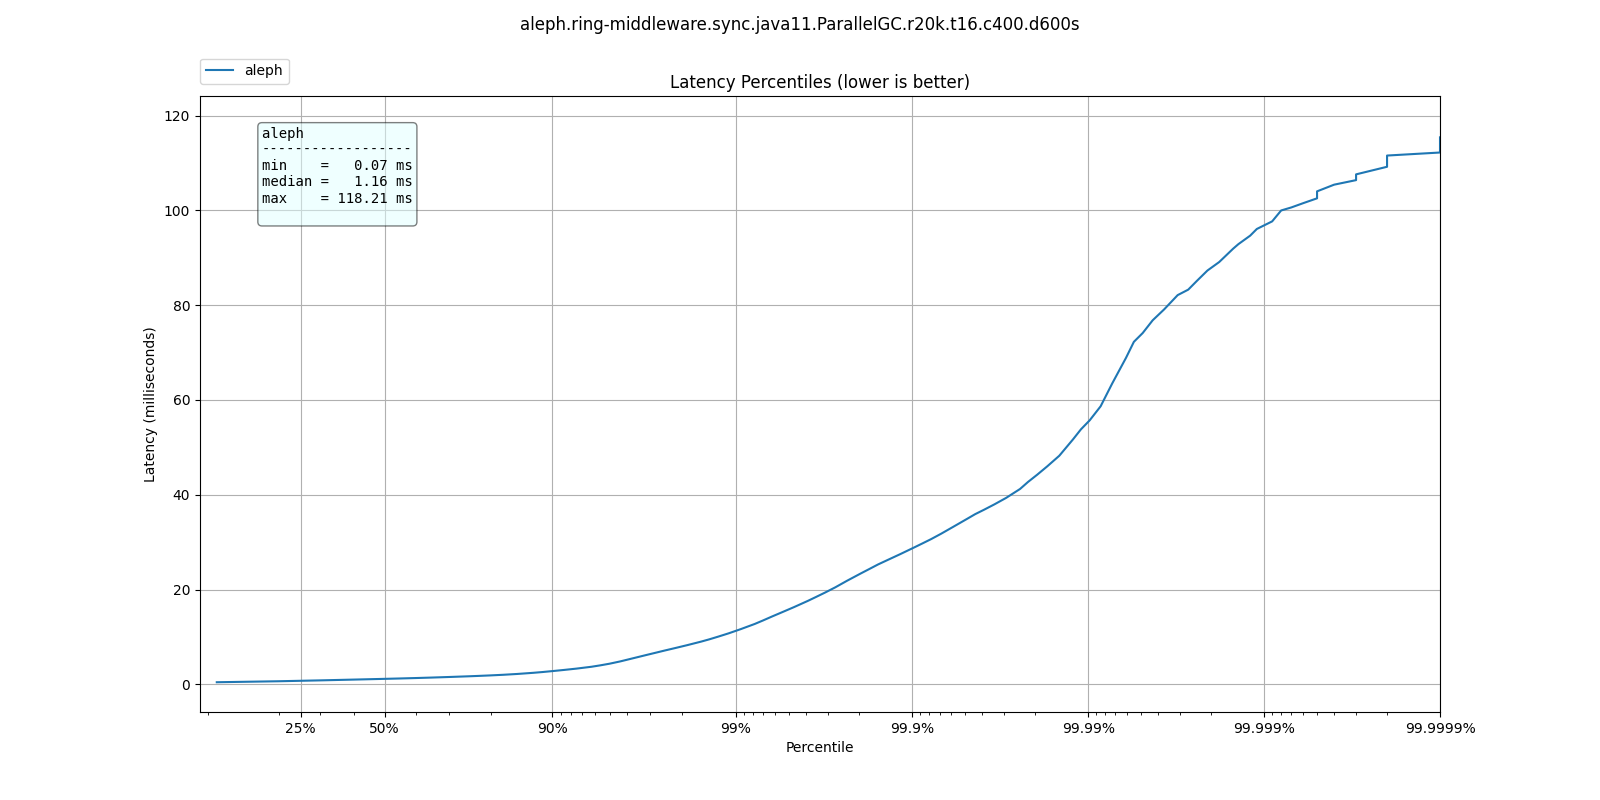 aleph.ring-middleware.sync.java11.ParallelGC.r20k.t16.c400.d600s
aleph
Latency Percentiles (lower is better)
120
100
80
60
40
20
0
Latency (milliseconds)
aleph
------------------
min    =   0.07 ms
median =   1.16 ms
max    = 118.21 ms
25% 50% 90% 99% 99.9% 99.99% 99.999% 99.9999%
Percentile